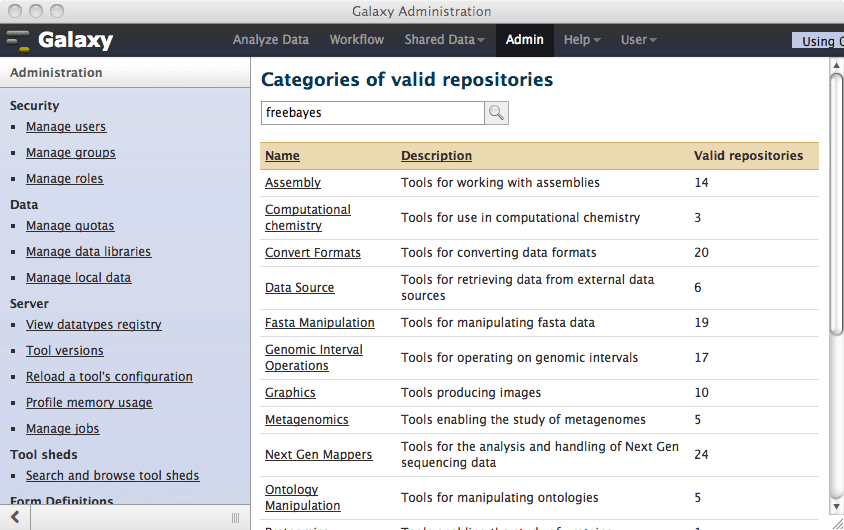 Galaxy Administration
Galaxy
Analyze Data Workflow Shared Data Admin Help User Using
Administration
Security
Manage users
Manage groups
Manage roles
Data
Manage quotas
Manage data libraries
Manage local data
Server
View datatypes registry
Tool versions
Reload a tool's configuration
Profile memory usage
Manage jobs
Tool sheds
Search and browse tool sheds
Form Definitions
Categories of valid repositories
freebayes
Name Description Valid repositories
Assembly Tools for working with assemblies 14
Computational
chemistry Tools for use in computational chemistry 3
Convert Formats Tools for converting data formats 20
Data Source Tools for retrieving data from external data
sources 6
Fasta Manipulation Tools for manipulating fasta data 19
Genomic Interval
Operations Tools for operating on genomic intervals 17
Graphics Tools producing images 10
Metagenomics Tools enabling the study of metagenomes 5
Next Gen Mappers Tools for the analysis and handling of Next Gen
sequencing data 24
Ontology
Manipulation Tools for manipulating ontologies 5